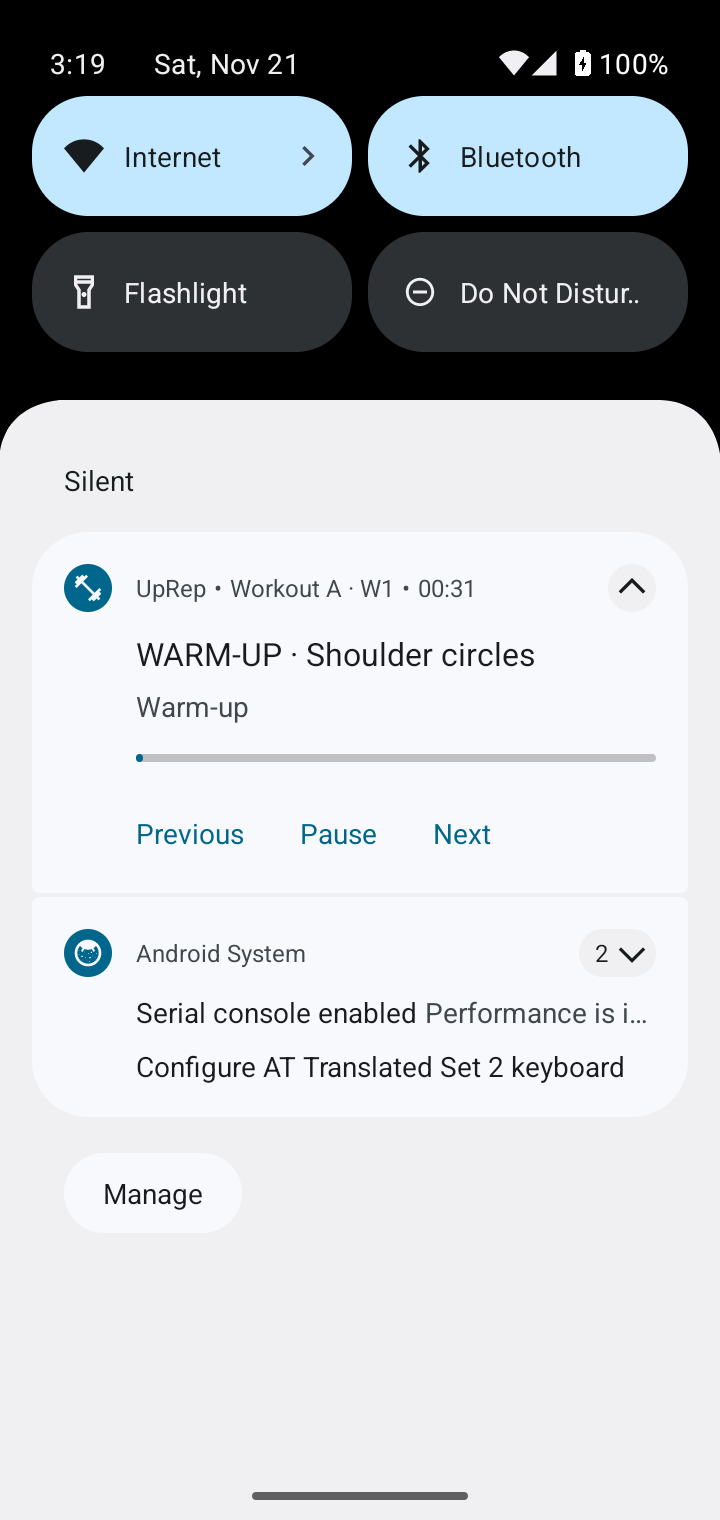 3:19 Sat, Nov 21 100%
Internet Bluetooth
Flashlight Do Not Distur..
Silent
UpRep • Workout A · W1 • 00:31
WARM-UP · Shoulder circles
Warm-up
Previous Pause Next
Android System 2
Serial console enabled Performance is i...
Configure AT Translated Set 2 keyboard
Manage